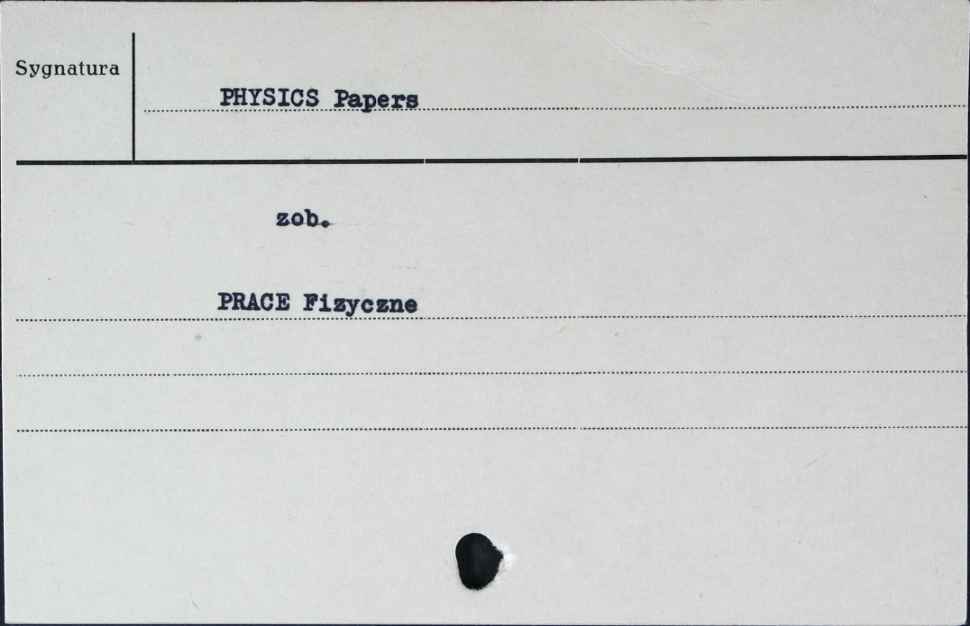 Sygnatura
PHYSICS Papers
zob.
PRACE Fizyczne